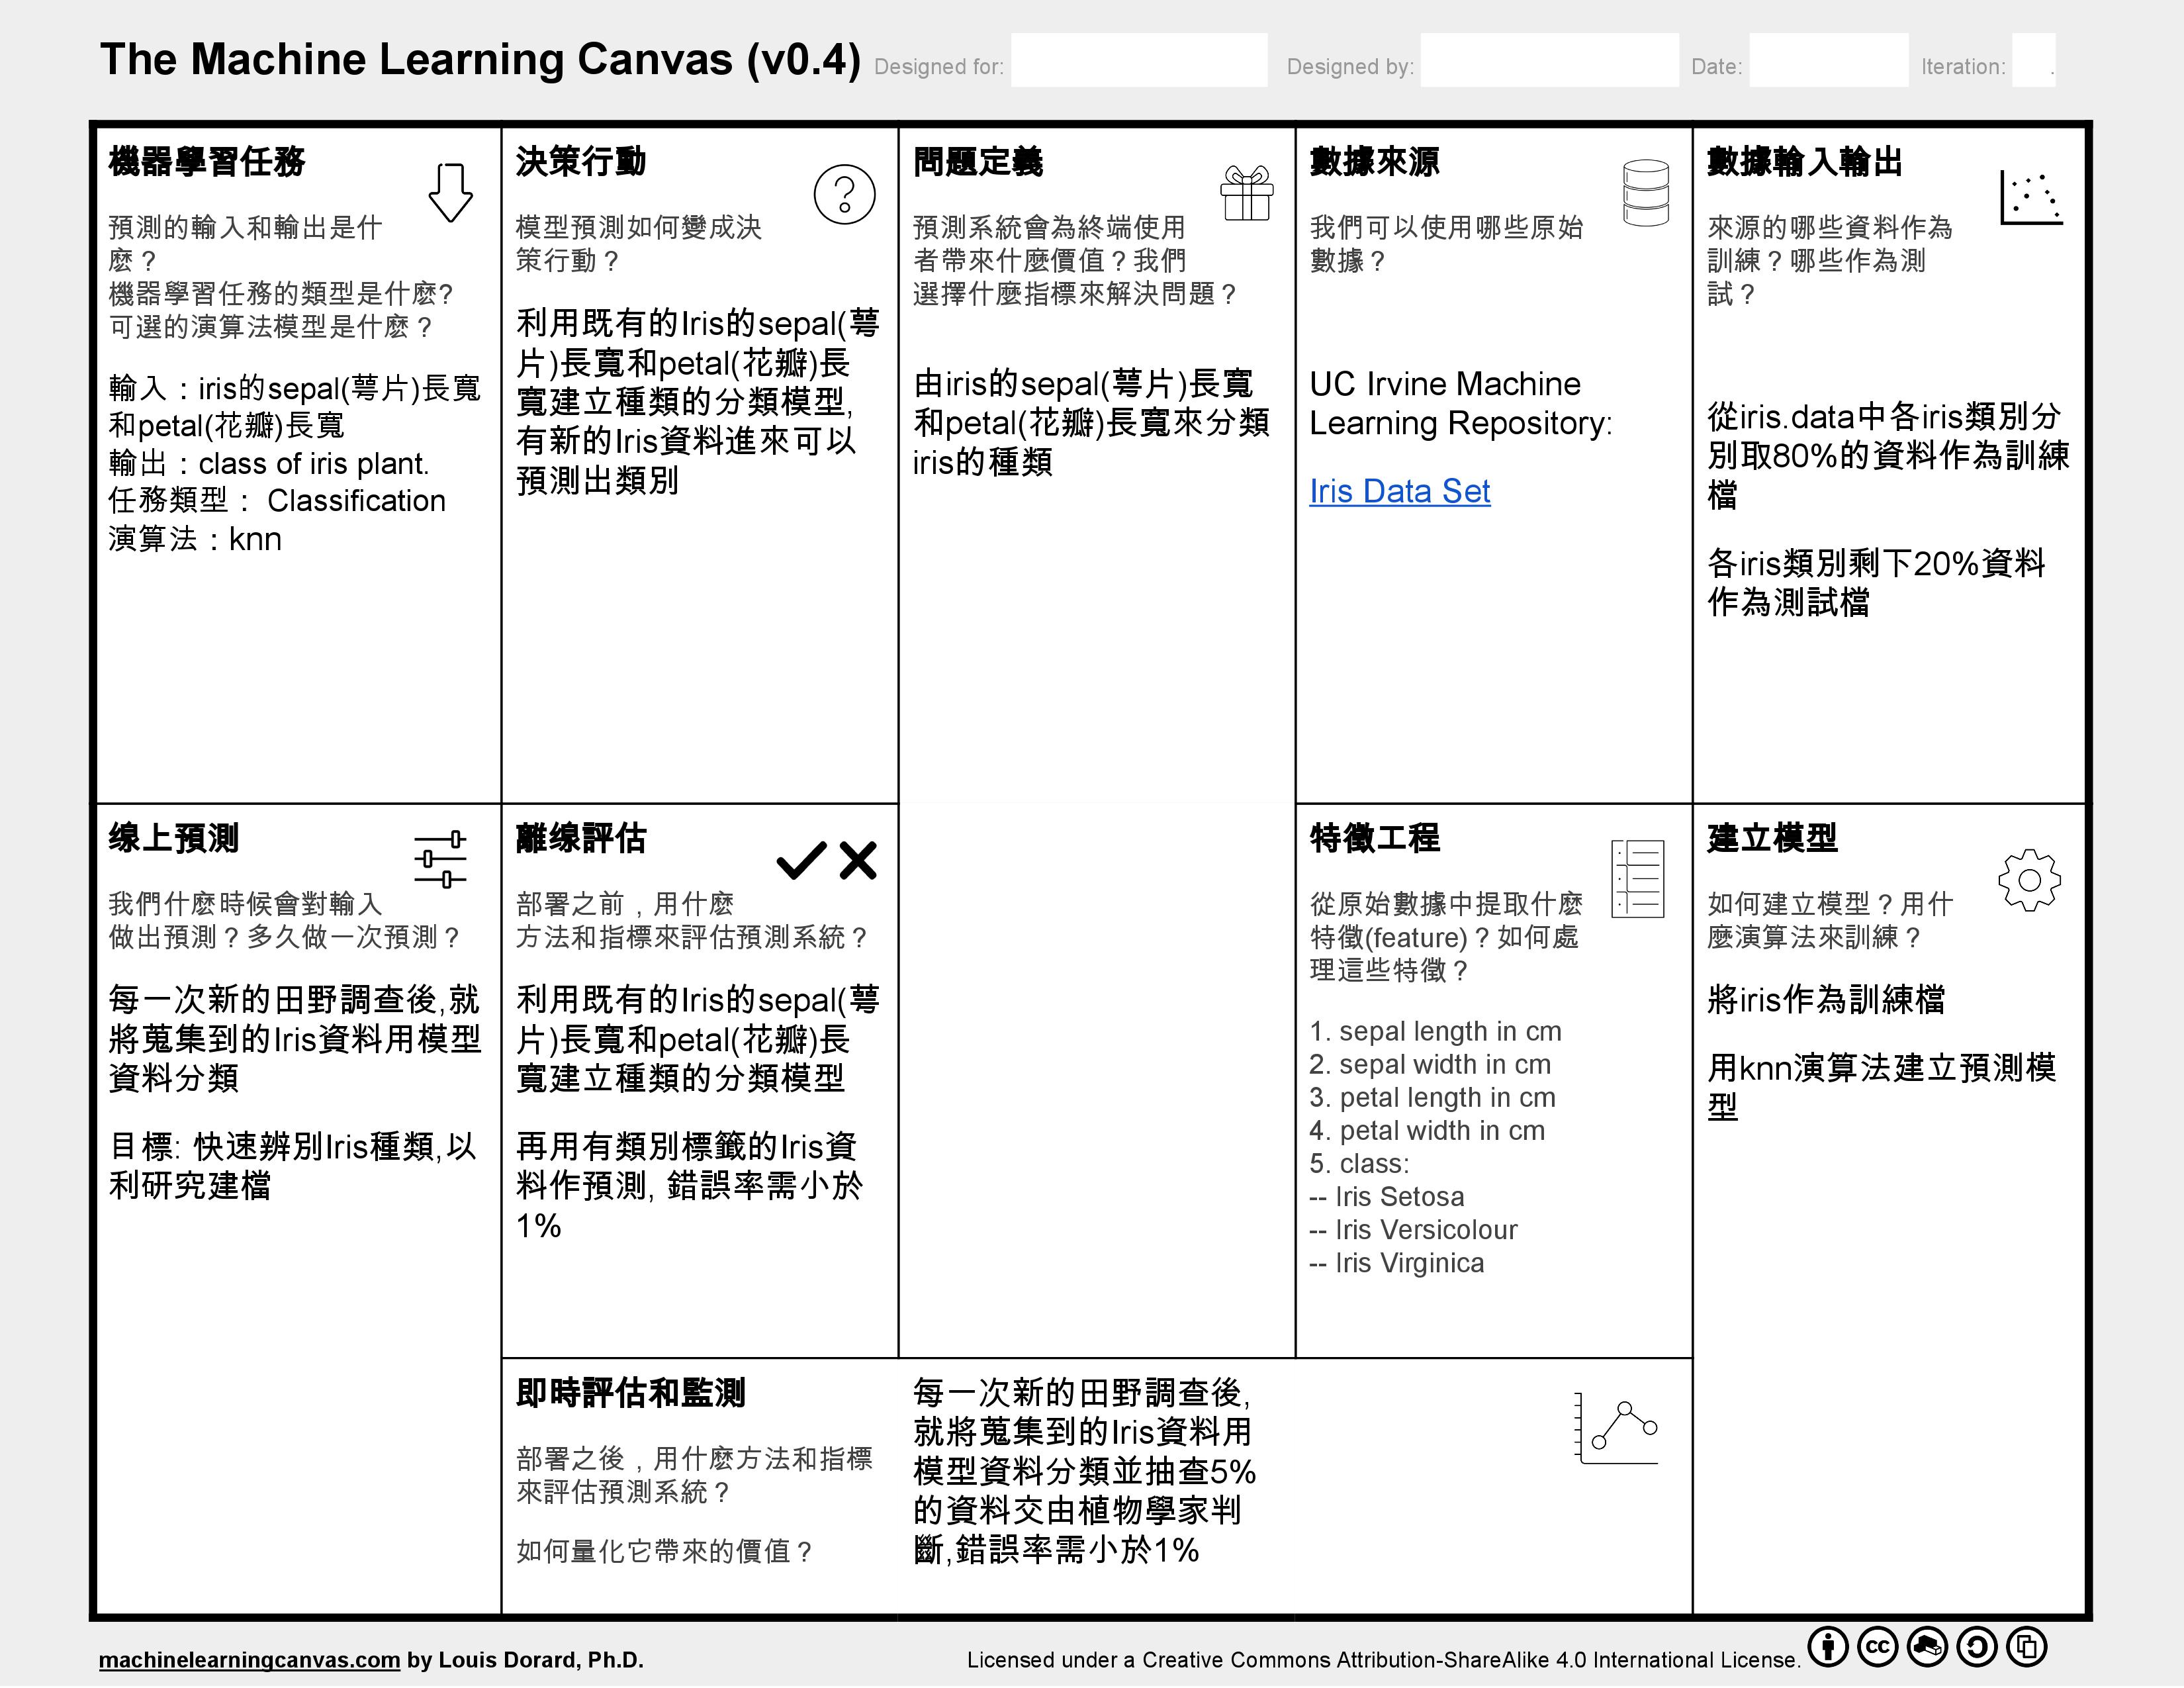 The Machine Learning Canvas (v0.4) Designed for: Designed by: Date: Iteration: .
機器學習任務
預測的輸入和輸出是什
麽？
機器學習任務的類型是什麽?
可選的演算法模型是什麽？
輸入：iris的sepal(萼片)長寬
和petal(花瓣)長寬
輸出：class of iris plant.
任務類型： Classification
演算法：knn
決策行動
模型預測如何變成決
策行動？
利用既有的Iris的sepal(萼
片)長寬和petal(花瓣)長
寬建立種類的分類模型,
有新的Iris資料進來可以
預測出類別
問題定義
預測系統會為終端使用
者帶來什麼價值？我們
選擇什麼指標來解決問題？
由iris的sepal(萼片)長寬
和petal(花瓣)長寬來分類
iris的種類
數據來源
我們可以使用哪些原始
數據？
UC Irvine Machine
Learning Repository:
Iris Data Set
數據輸入輸出
來源的哪些資料作為
訓練？哪些作為測
試？
從iris.data中各iris類別分
別取80%的資料作為訓練
檔
各iris類別剩下20%資料
作為測試檔
线上預測
我們什麽時候會對輸入
做出預測？多久做一次預測？
每一次新的田野調查後,就
將蒐集到的Iris資料用模型
資料分類
目標: 快速辨別Iris種類,以
利研究建檔
離线評估
部署之前，用什麽
方法和指標來評估預測系統？
利用既有的Iris的sepal(萼
片)長寬和petal(花瓣)長
寬建立種類的分類模型
再用有類別標籤的Iris資
料作預測, 錯誤率需小於
1%
特徵工程
從原始數據中提取什麽
特徵(feature)？如何處
理這些特徵？
1. sepal length in cm
2. sepal width in cm
3. petal length in cm
4. petal width in cm
5. class:
-- Iris Setosa
-- Iris Versicolour
-- Iris Virginica
建立模型
如何建立模型？用什
麼演算法來訓練？
將iris作為訓練檔
用knn演算法建立預測模
型
即時評估和監測
部署之後，用什麽方法和指標
來評估預測系統？
如何量化它帶來的價值？
每一次新的田野調查後,
就將蒐集到的Iris資料用
模型資料分類並抽查5%
的資料交由植物學家判
斷,錯誤率需小於1%
machinelearningcanvas.com by Louis Dorard, Ph.D.
Licensed under a Creative Commons Attribution-ShareAlike 4.0 International License.
cc